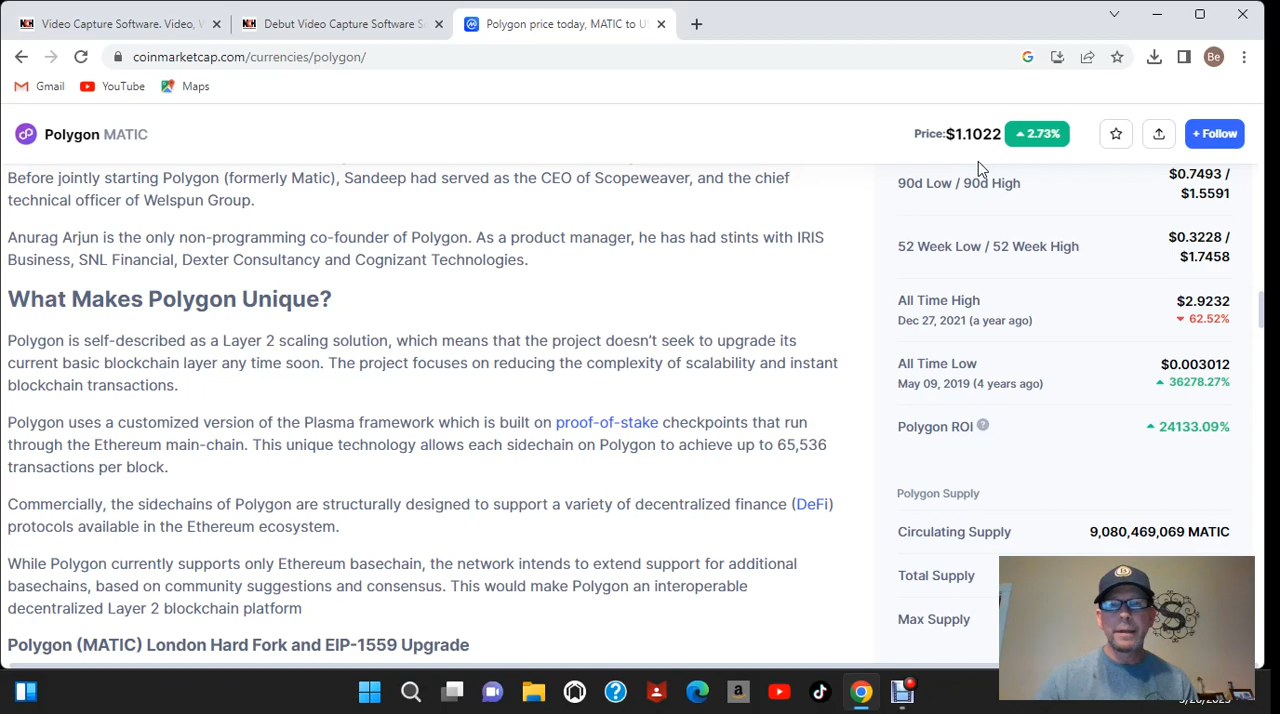 Video Capture Software. Video, W
Debut Video Capture Software S
Polygon price today, MATIC to U
coinmarketcap.com/currencies/polygon/
Be
Gmail
YouTube
Maps
Polygon MATIC
Price:$1.1022
2.73%
+ Follow
Before jointly starting Polygon (formerly Matic), Sandeep had served as the CEO of Scopeweaver, and the chief
technical officer of Welspun Group.
Anurag Arjun is the only non-programming co-founder of Polygon. As a product manager, he has had stints with IRIS
Business, SNL Financial, Dexter Consultancy and Cognizant Technologies.
What Makes Polygon Unique?
Polygon is self-described as a Layer 2 scaling solution, which means that the project doesn't seek to upgrade its
current basic blockchain layer any time soon. The project focuses on reducing the complexity of scalability and instant
blockchain transactions.
Polygon uses a customized version of the Plasma framework which is built on proof-of-stake checkpoints that run
through the Ethereum main-chain. This unique technology allows each sidechain on Polygon to achieve up to 65,536
transactions per block.
Commercially, the sidechains of Polygon are structurally designed to support a variety of decentralized finance (DeFi)
protocols available in the Ethereum ecosystem.
While Polygon currently supports only Ethereum basechain, the network intends to extend support for additional
basechains, based on community suggestions and consensus. This would make Polygon an interoperable
decentralized Layer 2 blockchain platform
Polygon (MATIC) London Hard Fork and EIP-1559 Upgrade
90d Low / 90d High
$0.7493 /
$1.5591
52 Week Low / 52 Week High
$0.3228 /
$1.7458
All Time High
$2.9232
Dec 27, 2021 (a year ago)
62.52%
All Time Low
$0.003012
May 09, 2019 (4 years ago)
36278.27%
Polygon ROI
24133.09%
Polygon Supply
Circulating Supply
9,080,469,069 MATIC
Total Supply
Max Supply